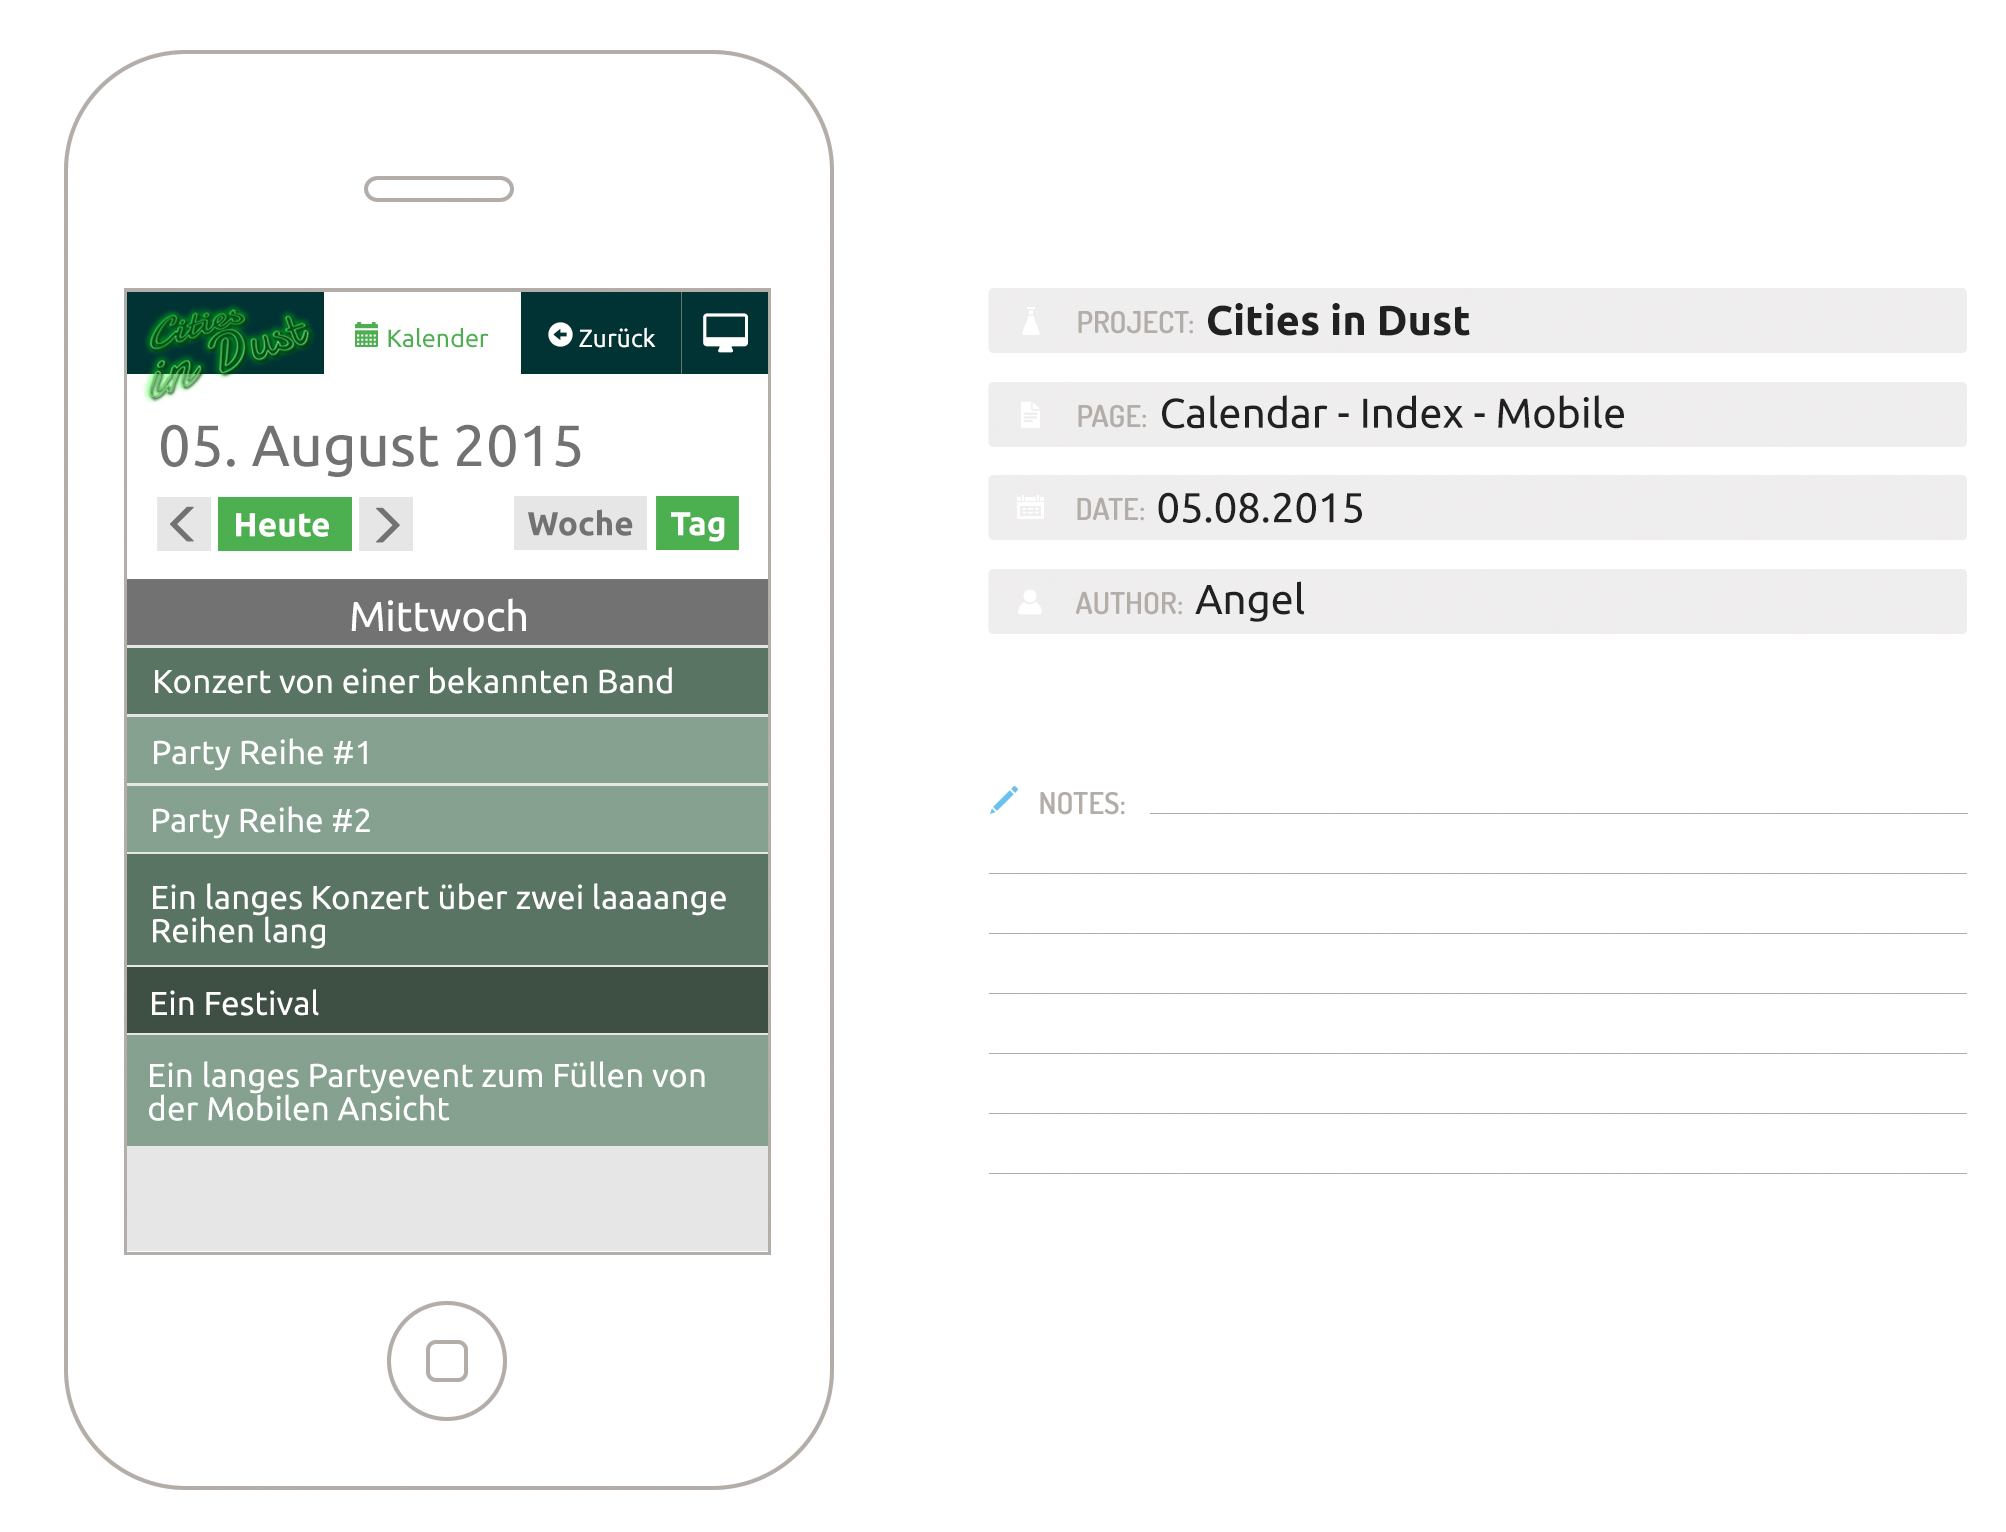 Cities
in Dust
Kalender
Zurück
05. August 2015
Heute
Woche
Tag
Mittwoch
Konzert von einer bekannten Band
Party Reihe #1
Party Reihe #2
Ein langes Konzert über zwei laaaange
Reihen lang
Ein Festival
Ein langes Partyevent zum Füllen von
der Mobilen Ansicht
PROJECT: Cities in Dust
PAGE: Calendar - Index - Mobile
DATE: 05.08.2015
AUTHOR: Angel
NOTES: